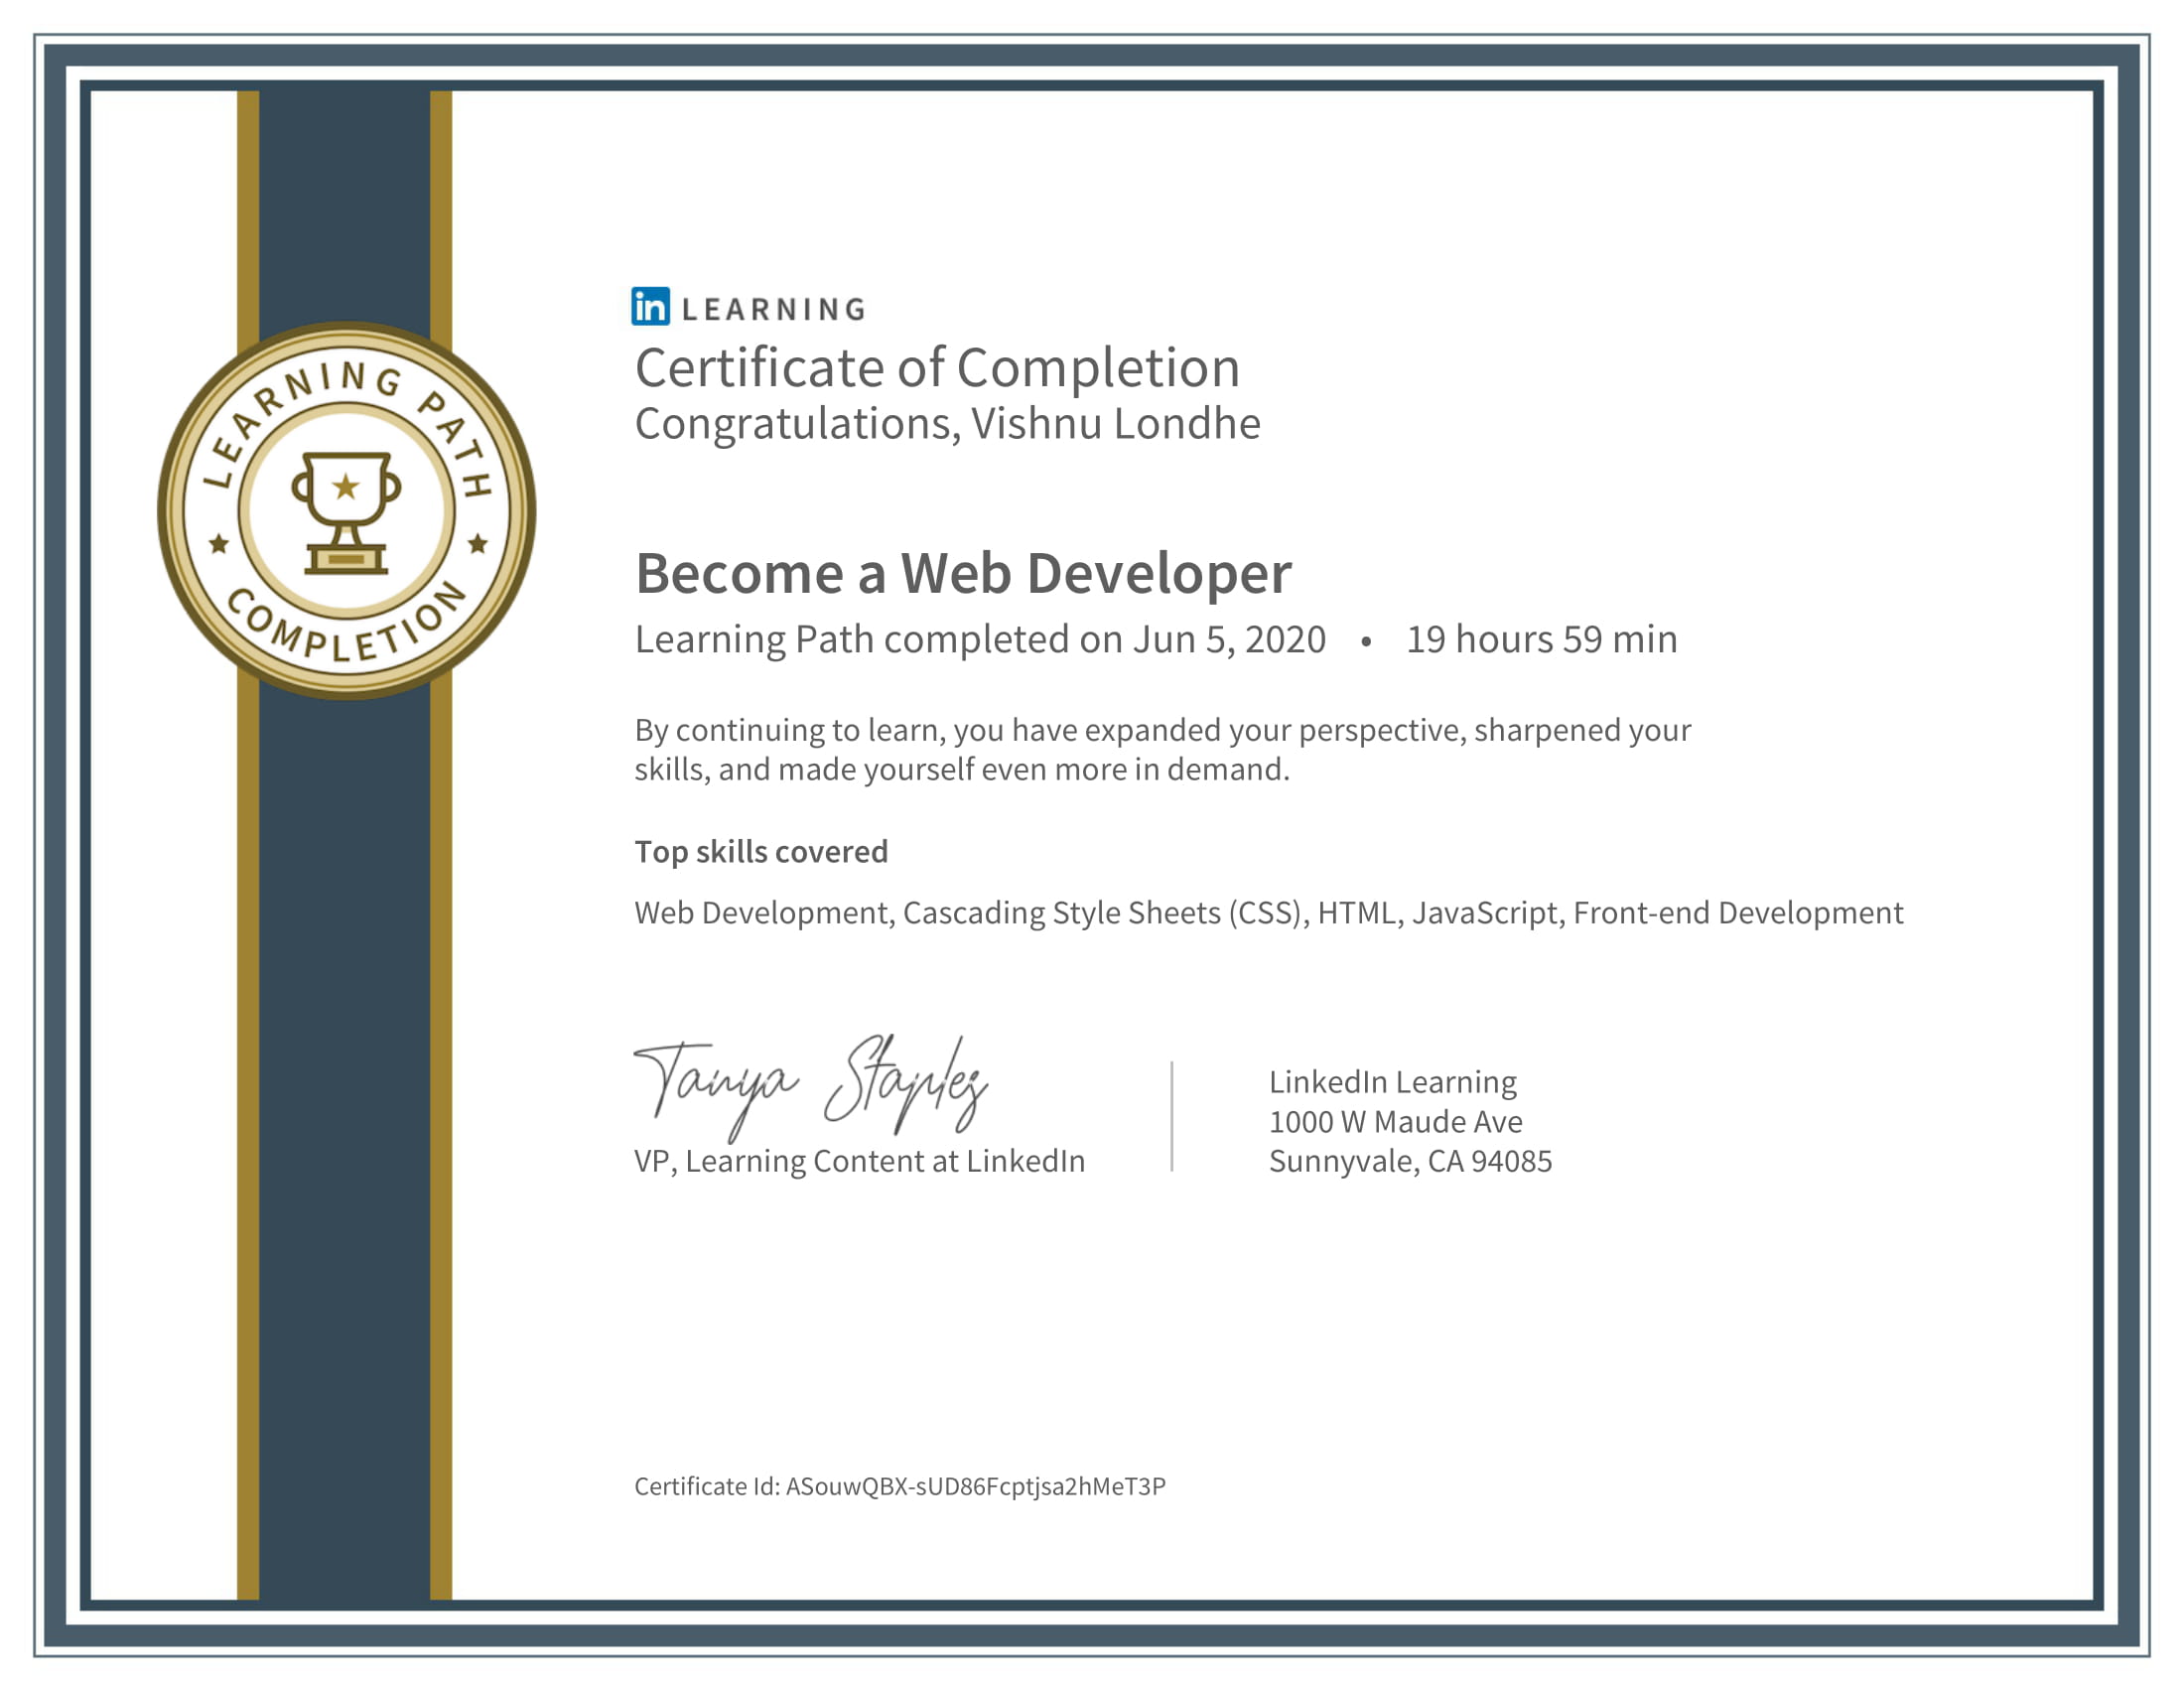 LEARNING PATH
COMPLETION
in LEARNING
Certificate of Completion
Congratulations, Vishnu Londhe
Become a Web Developer
Learning Path completed on Jun 5, 2020 • 19 hours 59 min
By continuing to learn, you have expanded your perspective, sharpened your
skills, and made yourself even more in demand.
Top skills covered
Web Development, Cascading Style Sheets (CSS), HTML, JavaScript, Front-end Development
Tanya Staples
VP, Learning Content at LinkedIn
LinkedIn Learning
1000 W Maude Ave
Sunnyvale, CA 94085
Certificate Id: ASouwQBX-sUD86Fcptjsa2hMeT3P